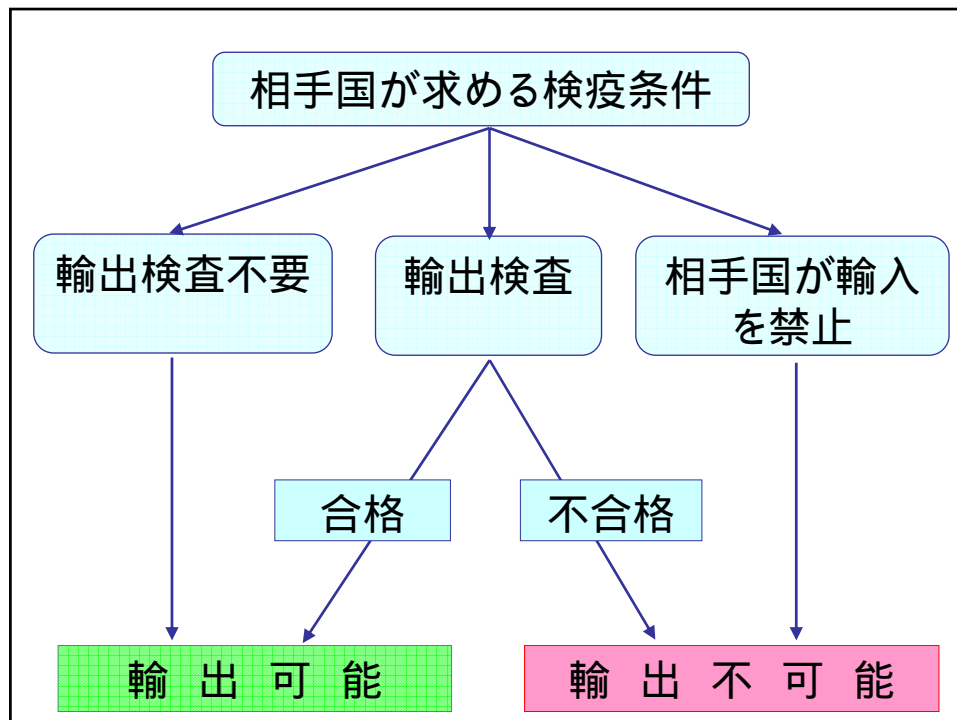 相手国が求める検疫条件
輸出検査不要
輸出検査
相手国が輸入
を禁止
合格
不合格
輸 出 可 能
輸 出 不 可 能